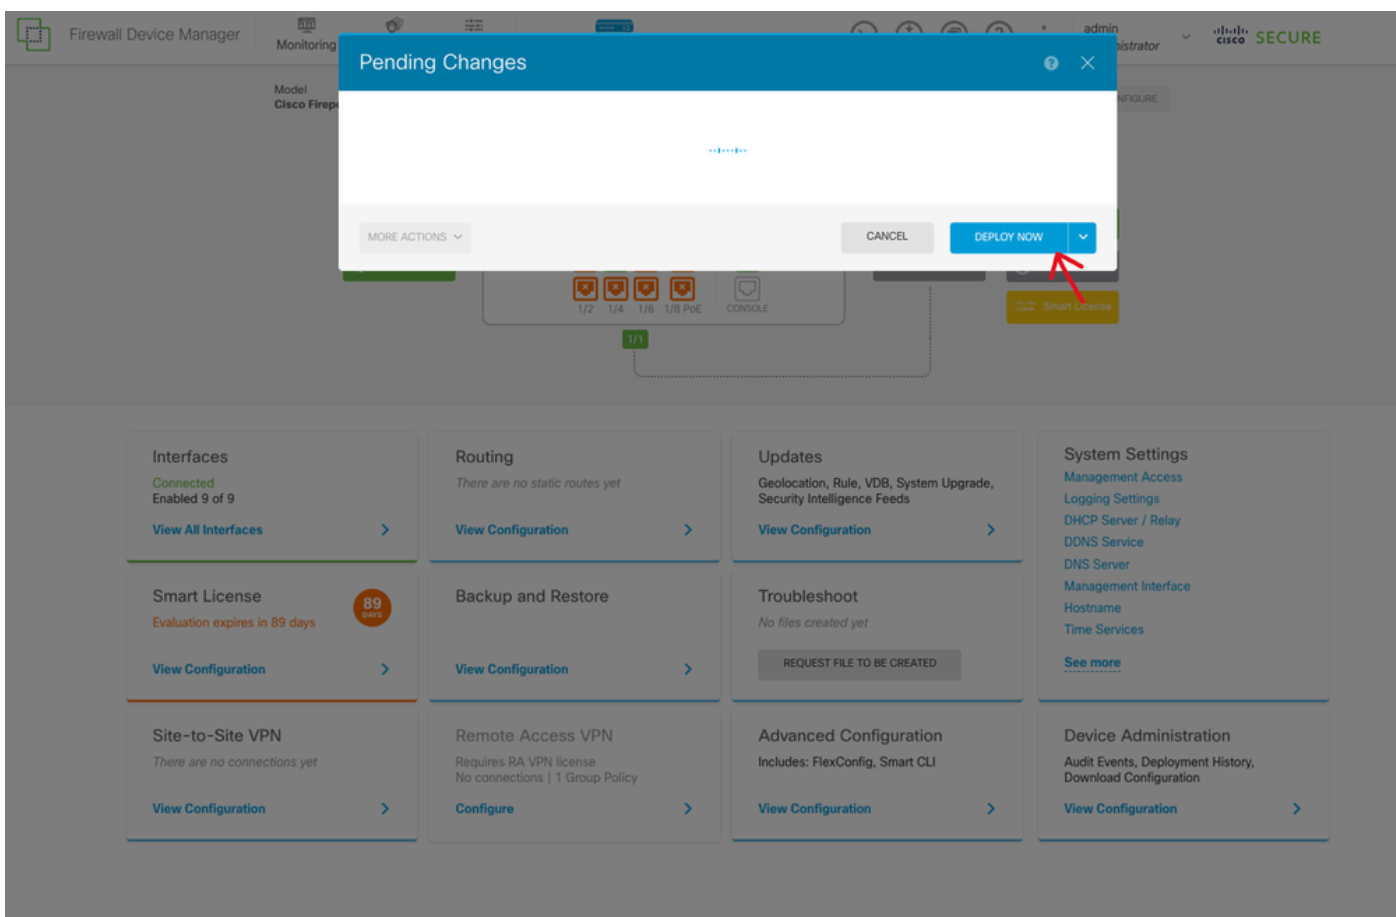 Firewall Device Manager
Monitoring
admin
nistrator
cisco SECURE
Pending Changes
Model
Cisco Firepo
NFIGURE
MORE ACTIONS
CANCEL
DEPLOY NOW
1/2
1/4
1/6
1/8 PoE
CONSOLE
Smart License
1/1
Interfaces
Connected
Enabled 9 of 9
View All Interfaces
Routing
There are no static routes yet
View Configuration
Updates
Geolocation, Rule, VDB, System Upgrade,
Security Intelligence Feeds
View Configuration
System Settings
Management Access
Logging Settings
DHCP Server / Relay
DDNS Service
DNS Server
Management Interface
Hostname
Time Services
See more
Smart License
89
DAYS
Evaluation expires in 89 days
View Configuration
Backup and Restore
View Configuration
Troubleshoot
No files created yet
REQUEST FILE TO BE CREATED
Site-to-Site VPN
There are no connections yet
View Configuration
Remote Access VPN
Requires RA VPN license
No connections | 1 Group Policy
Configure
Advanced Configuration
Includes: FlexConfig, Smart CLI
View Configuration
Device Administration
Audit Events, Deployment History,
Download Configuration
View Configuration